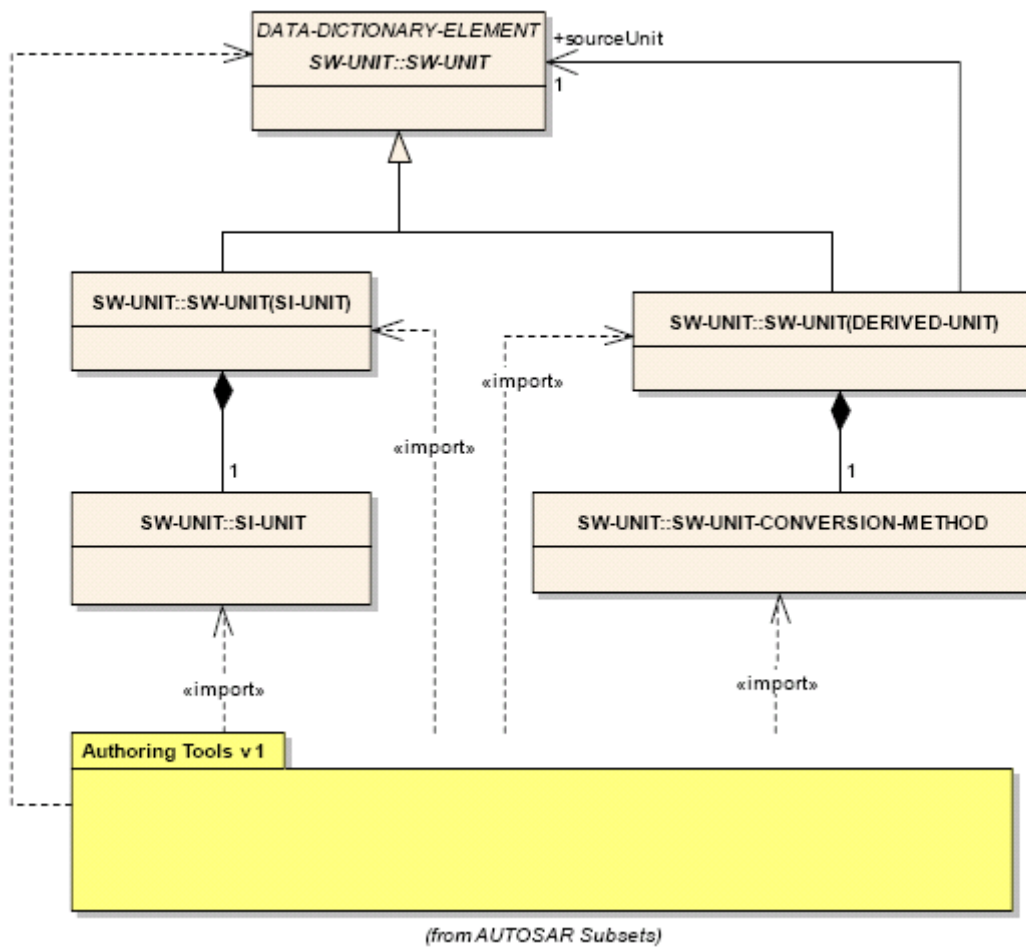 DATA-DICTIONARY-ELEMENT
SW-UNIT::SW-UNIT
+sourceUnit
1
SW-UNIT::SW-UNIT(SI-UNIT)
SW-UNIT::SW-UNIT(DERIVED-UNIT)
«import»
«import»
1
1
SW-UNIT::SI-UNIT
SW-UNIT::SW-UNIT-CONVERSION-METHOD
«import»
«import»
Authoring Tools v 1
(from AUTOSAR Subsets)